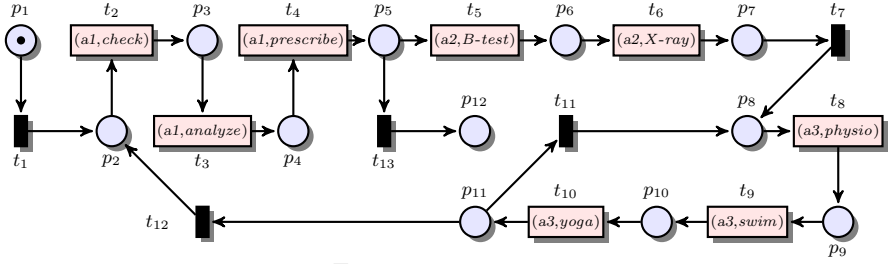 p1 t2 p3 t4 p5 t5 p6 t6 p7 t7
(a1,check) (a1,prescribe) (a2,B-test) (a2,X-ray)
p12 t11 p8 t8
(a1,analyze) (a3,physio)
t1 p2 t3 p4 t13
p11 t10 p10 t9
t12 (a3,yoga) (a3,swim)
p9